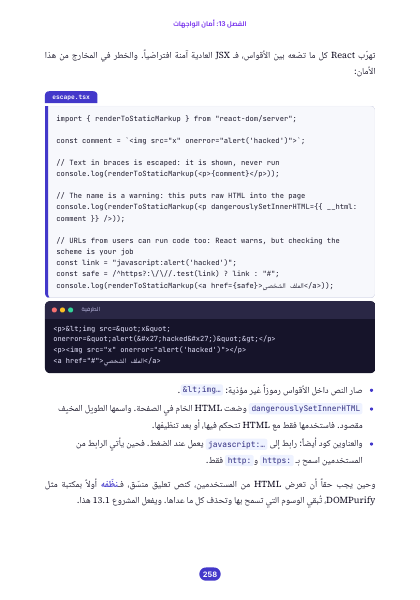 الفصل 13: أمان الواجهات
تهرّب React كل ما تضعه بين الأقواس، فـ JSX العادية آمنة افتراضياً. والخطر في المخارج من هذا
الأمان:
escape.tsx
import { renderToStaticMarkup } from "react-dom/server";
const comment = `<img src="x" onerror="alert('hacked')">`;
// Text in braces is escaped: it is shown, never run
console.log(renderToStaticMarkup(<p>{comment}</p>));
// The name is a warning: this puts raw HTML into the page
console.log(renderToStaticMarkup(<p dangerouslySetInnerHTML={{ __html:
comment }} />));
// URLs from users can run code too: React warns, but checking the
scheme is your job
const link = "javascript:alert('hacked')";
const safe = /^https?:\/\//.test(link) ? link : "#";
console.log(renderToStaticMarkup(<a href={safe}>الملف الشخصي</a>));
الطرفية
<p>&lt;img src=&quot;x&quot;
onerror=&quot;alert(&#x27;hacked&#x27;)&quot;&gt;</p>
<p><img src="x" onerror="alert('hacked')"></p>
<a href="#">الملف الشخصي</a>
• صار النص داخل الأقواس رموزاً غير مؤذية: &lt;img….
• dangerouslySetInnerHTML وضعت HTML الخام في الصفحة. واسمها الطويل المخيف
مقصود. فاستخدمها فقط مع HTML تتحكم فيها، أو بعد تنظيفها.
• والعناوين كود أيضاً: رابط إلى javascript:… يعمل عند الضغط. فحين يأتي الرابط من
المستخدمين اسمح بـ https: و http: فقط.
وحين يجب حقاً أن تعرض HTML من المستخدمين، كنص تعليق منسّق، فنظّفه أولاً بمكتبة مثل
DOMPurify، تُبقي الوسوم التي تسمح بها وتحذف كل ما عداها. ويفعل المشروع 13.1 هذا.
258